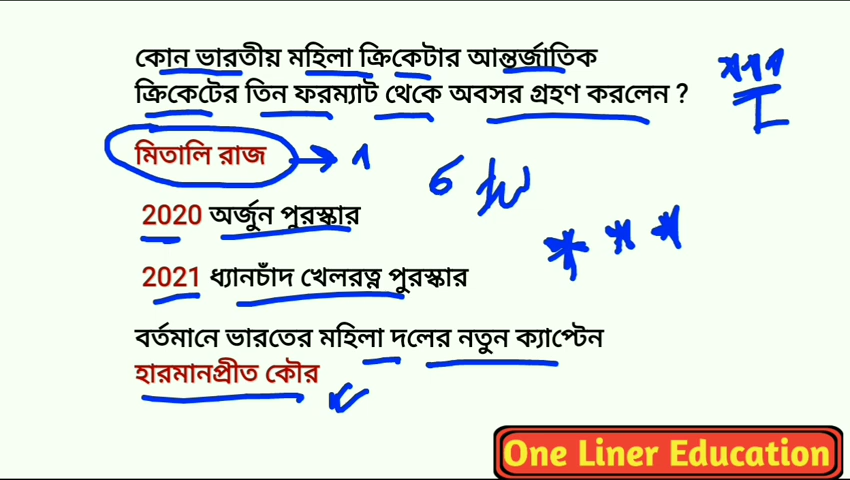 কোন ভারতীয় মহিলা ক্রিকেটার আন্তর্জাতিক
ক্রিকেটের তিন ফরম্যাট থেকে অবসর গ্রহণ করলেন ?
মিতালি রাজ
2020 অর্জুন পুরস্কার
2021 ধ্যানচাঁদ খেলরত্ন পুরস্কার
বর্তমানে ভারতের মহিলা দলের নতুন ক্যাপ্টেন
হারমানপ্রীত কৌর
One Liner Education